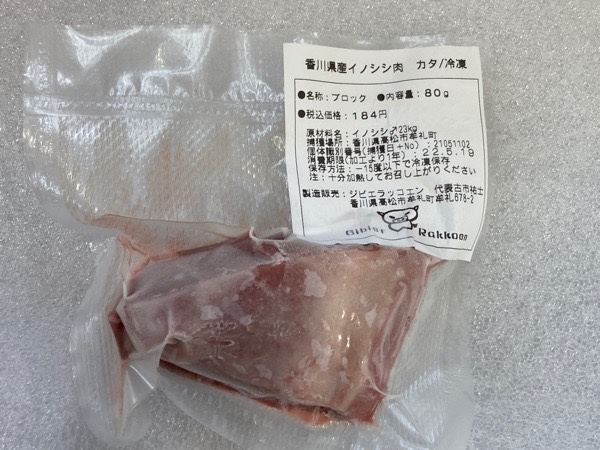 香川県産イノシシ肉 カタ/冷凍
●名称：ブロック ●内容量：80g
●税込価格：184円
原材料名：イノシシ♂23kg
捕獲場所：香川県高松市牟礼町
個体識別番号(捕獲日+No)：21051102
消費期限(加工より1年)：22.5.19
保存方法：-15度以下で冷凍保存
注：十分加熱してお召し上がりください
製造販売：ジビエラッコエン 代表古市祐士
香川県高松市牟礼町牟礼678-2
Gibier Rakkoen